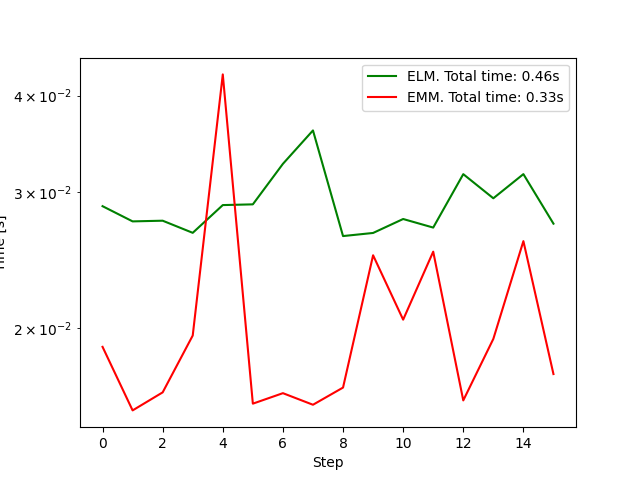 ELM. Total time: 0.46s
EMM. Total time: 0.33s
4 × 10⁻²
3 × 10⁻²
2 × 10⁻²
[s]
0 2 4 6 8 10 12 14
Step